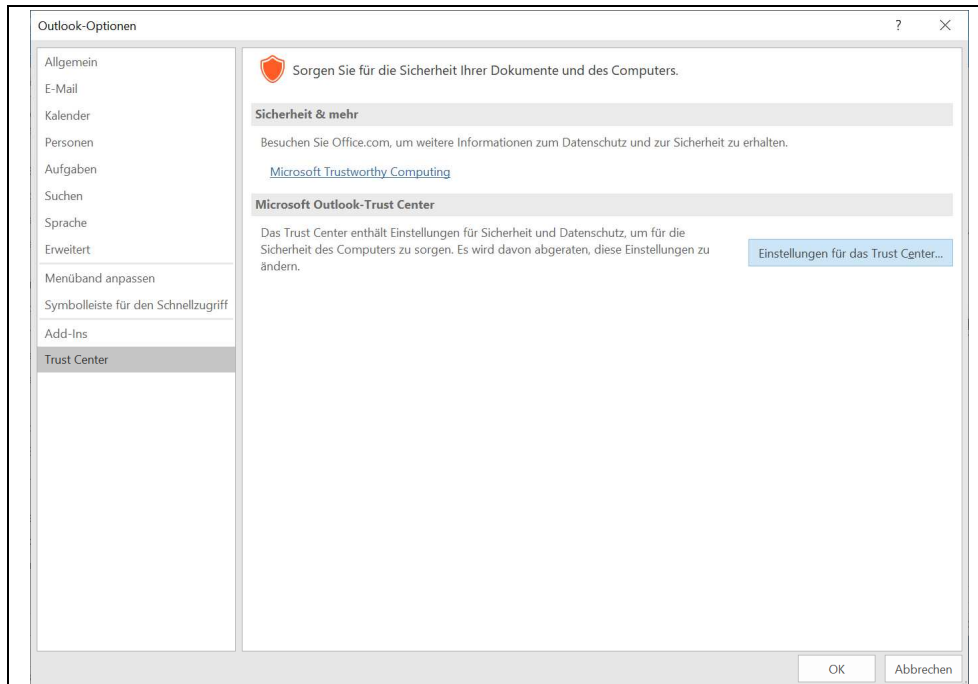 Outlook-Optionen
?
Allgemein
E-Mail
Kalender
Personen
Aufgaben
Suchen
Sprache
Erweitert
Menüband anpassen
Symbolleiste für den Schnellzugriff
Add-Ins
Trust Center
Sorgen Sie für die Sicherheit Ihrer Dokumente und des Computers.
Sicherheit & mehr
Besuchen Sie Office.com, um weitere Informationen zum Datenschutz und zur Sicherheit zu erhalten.
Microsoft Trustworthy Computing
Microsoft Outlook-Trust Center
Das Trust Center enthält Einstellungen für Sicherheit und Datenschutz, um für die
Sicherheit des Computers zu sorgen. Es wird davon abgeraten, diese Einstellungen zu
ändern.
Einstellungen für das Trust Center...
OK
Abbrechen